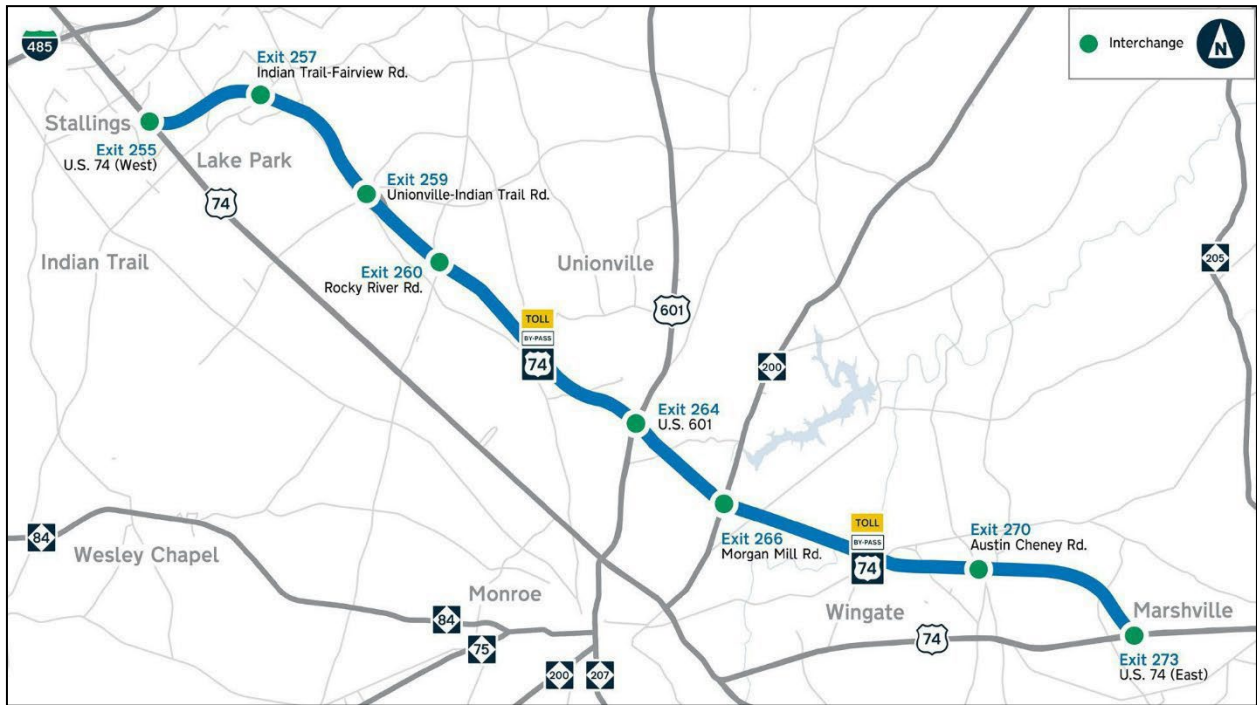 485
Exit 257
Indian Trail-Fairview Rd.
Interchange
N
Stallings
Exit 255
U.S. 74 (West)
Lake Park
74
Exit 259
Unionville-Indian Trail Rd.
Indian Trail
Exit 260
Rocky River Rd.
Unionville
205
601
TOLL
BY-PASS
74
200
Exit 264
U.S. 601
84
Wesley Chapel
Exit 266
Morgan Mill Rd.
TOLL
BY-PASS
74
Exit 270
Austin Cheney Rd.
Monroe
84
75
200
207
Wingate
74
Marshville
Exit 273
U.S. 74 (East)